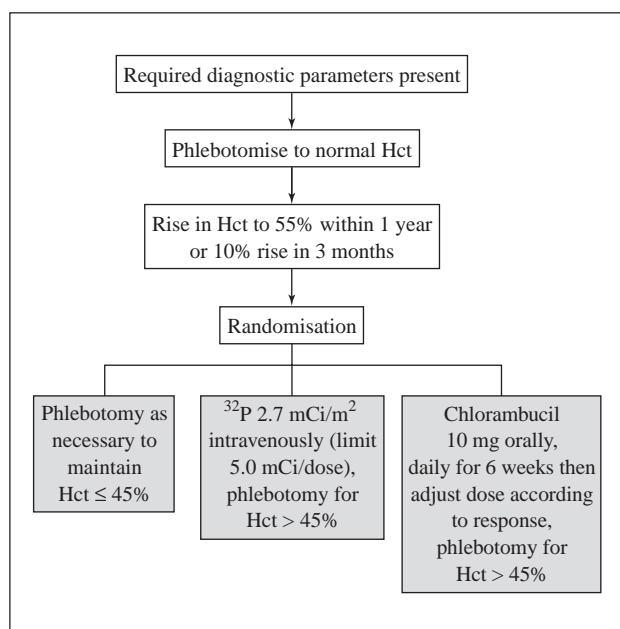 Required diagnostic parameters present
Phlebotomise to normal Hct
Rise in Hct to 55% within 1 year
or 10% rise in 3 months
Randomisation
Phlebotomy as
necessary to
maintain
Hct ≤ 45%
³²P 2.7 mCi/m²
intravenously (limit
5.0 mCi/dose),
phlebotomy for
Hct > 45%
Chlorambucil
10 mg orally,
daily for 6 weeks then
adjust dose according
to response,
phlebotomy for
Hct > 45%